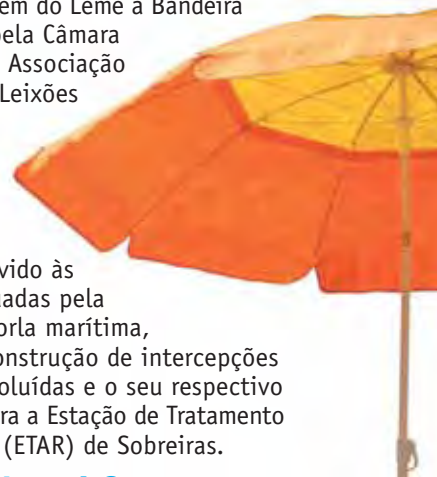 em do Leme a Bandeira
pela Câmara
Associação
Leixões
vido às
uadas pela
orla marítima,
onstrução de intercepções
oluídas e o seu respectivo
ra a Estação de Tratamento
(ETAR) de Sobreiras.